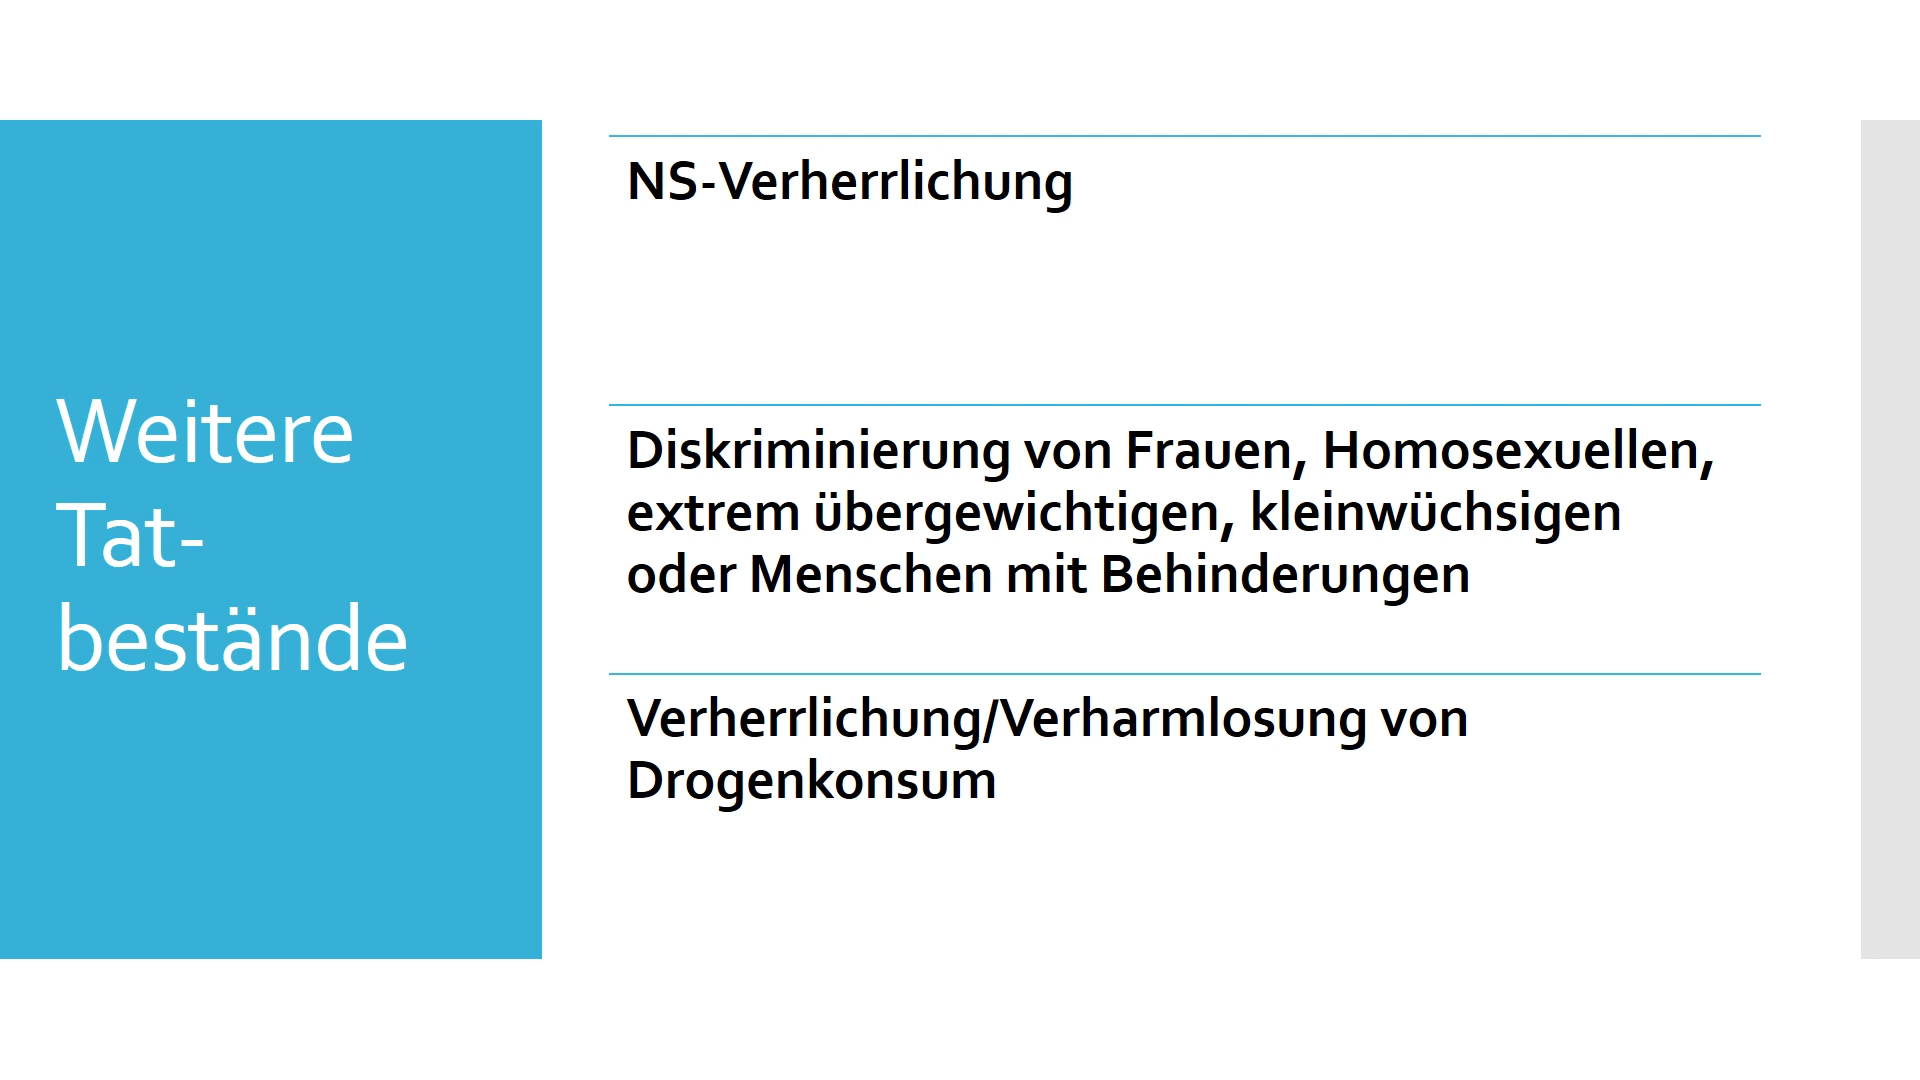 Weitere
Tat-
bestände
NS-Verherrlichung
Diskriminierung von Frauen, Homosexuellen,
extrem übergewichtigen, kleinwüchsigen
oder Menschen mit Behinderungen
Verherrlichung/Verharmlosung von
Drogenkonsum